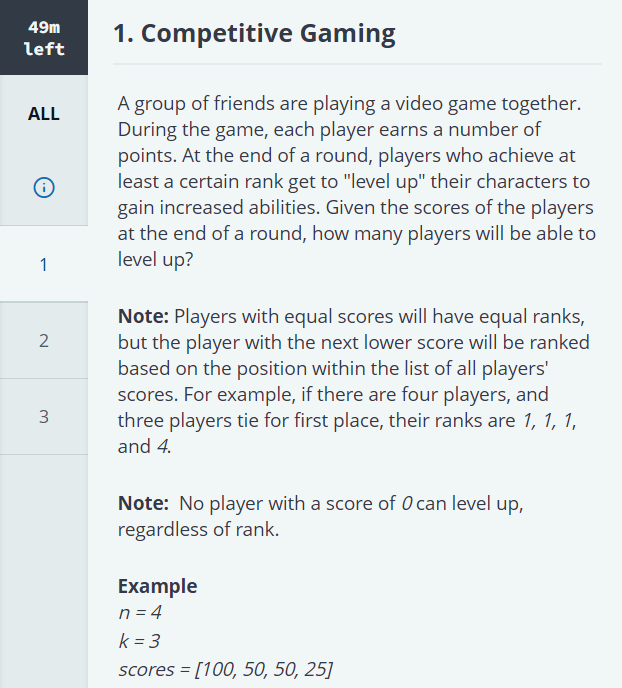 49m
left
ALL
1
2
3
1. Competitive Gaming
A group of friends are playing a video game together.
During the game, each player earns a number of
points. At the end of a round, players who achieve at
least a certain rank get to "level up" their characters to
gain increased abilities. Given the scores of the players
at the end of a round, how many players will be able to
level up?
Note: Players with equal scores will have equal ranks,
but the player with the next lower score will be ranked
based on the position within the list of all players'
scores. For example, if there are four players, and
three players tie for first place, their ranks are 1, 1, 1,
and 4.
Note:  No player with a score of 0 can level up,
regardless of rank.
Example
n = 4
k = 3
scores = [100, 50, 50, 25]